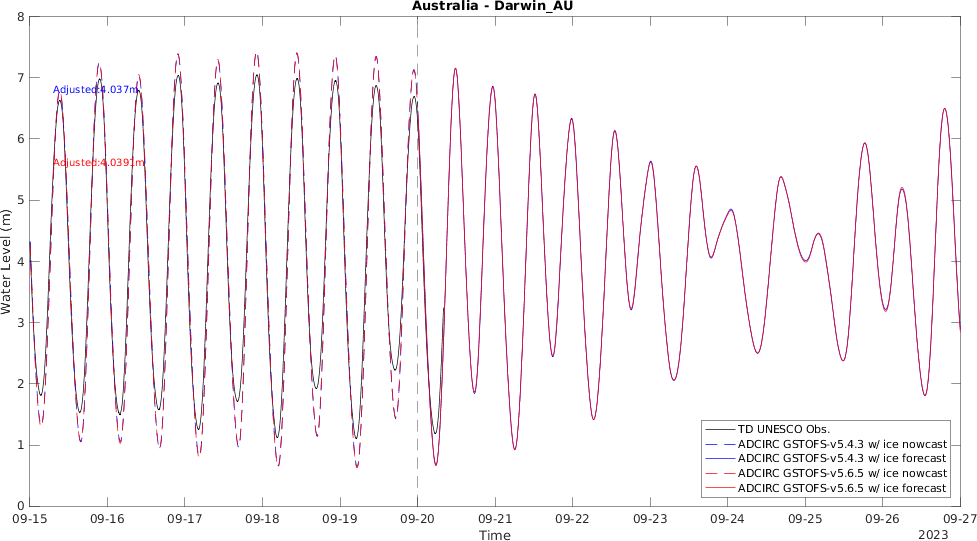 Australia - Darwin_AU
8
7
6
5
4
3
2
1
0
Water Level (m)
Adjusted:4.037m
Adjusted:4.0391m
TD UNESCO Obs.
ADCIRC GSTOFS-v5.4.3 w/ ice nowcast
ADCIRC GSTOFS-v5.4.3 w/ ice forecast
ADCIRC GSTOFS-v5.6.5 w/ ice nowcast
ADCIRC GSTOFS-v5.6.5 w/ ice forecast
09-15 09-16 09-17 09-18 09-19 09-20 09-21 09-22 09-23 09-24 09-25 09-26 09-27
Time
2023